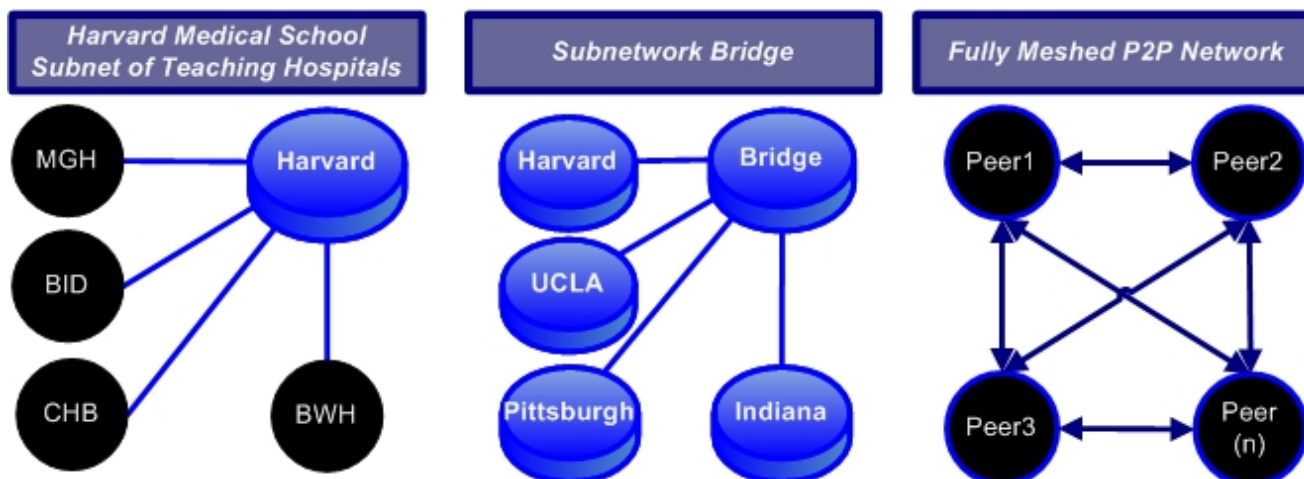 Harvard Medical School
Subnet of Teaching Hospitals
MGH
Harvard
BID
CHB
BWH
Subnetwork Bridge
Harvard
Bridge
UCLA
Pittsburgh
Indiana
Fully Meshed P2P Network
Peer1
Peer2
Peer3
Peer
(n)